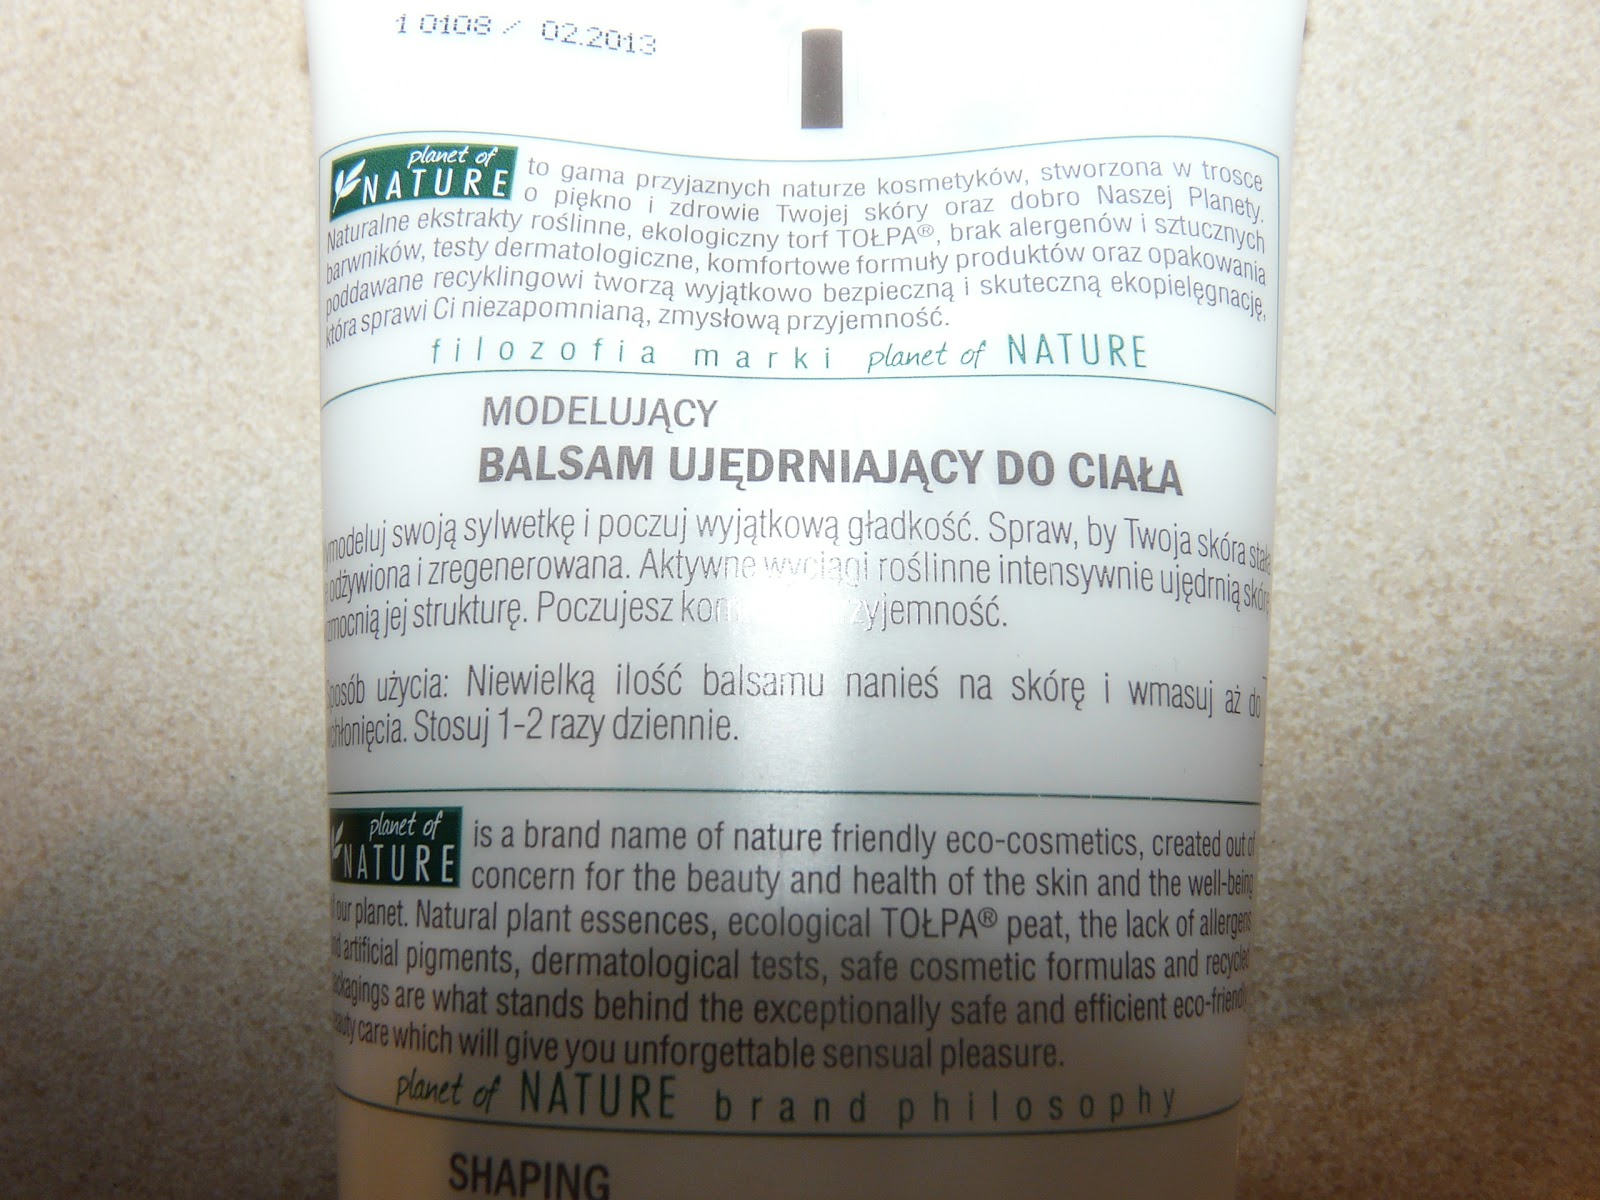 1 0108 / 02.2013
planet of NATURE to gama przyjaznych naturze kosmetyków, stworzona w trosce
o piękno i zdrowie Twojej skóry oraz dobro Naszej Planety.
Naturalne ekstrakty roślinne, ekologiczny torf TOŁPA®, brak alergenów i sztucznych
barwników, testy dermatologiczne, komfortowe formuły produktów oraz opakowania
poddawane recyklingowi tworzą wyjątkowo bezpieczną i skuteczną ekopielęgnację,
która sprawi Ci niezapomnianą, zmysłową przyjemność.
filozofia marki planet of NATURE
MODELUJĄCY
BALSAM UJĘDRNIAJĄCY DO CIAŁA
swoją sylwetkę i poczuj wyjątkową gładkość. Spraw, by Twoja skóra stała
odżywiona i zregenerowana. Aktywne wyciągi roślinne intensywnie ujędrnią skórę
jej strukturę. Poczujesz
użycia: Niewielką ilość balsamu nanieś na skórę i wmasuj aż do
Stosuj 1-2 razy dziennie.
planet of NATURE is a brand name of nature friendly eco-cosmetics, created out of
concern for the beauty and health of the skin and the well-being
our planet. Natural plant essences, ecological TOŁPA® peat, the lack of allergens
artificial pigments, dermatological tests, safe cosmetic formulas and recycled
are what stands behind the exceptionally safe and efficient eco-friendly
care which will give you unforgettable sensual pleasure.
planet of NATURE brand philosophy
SHAPING